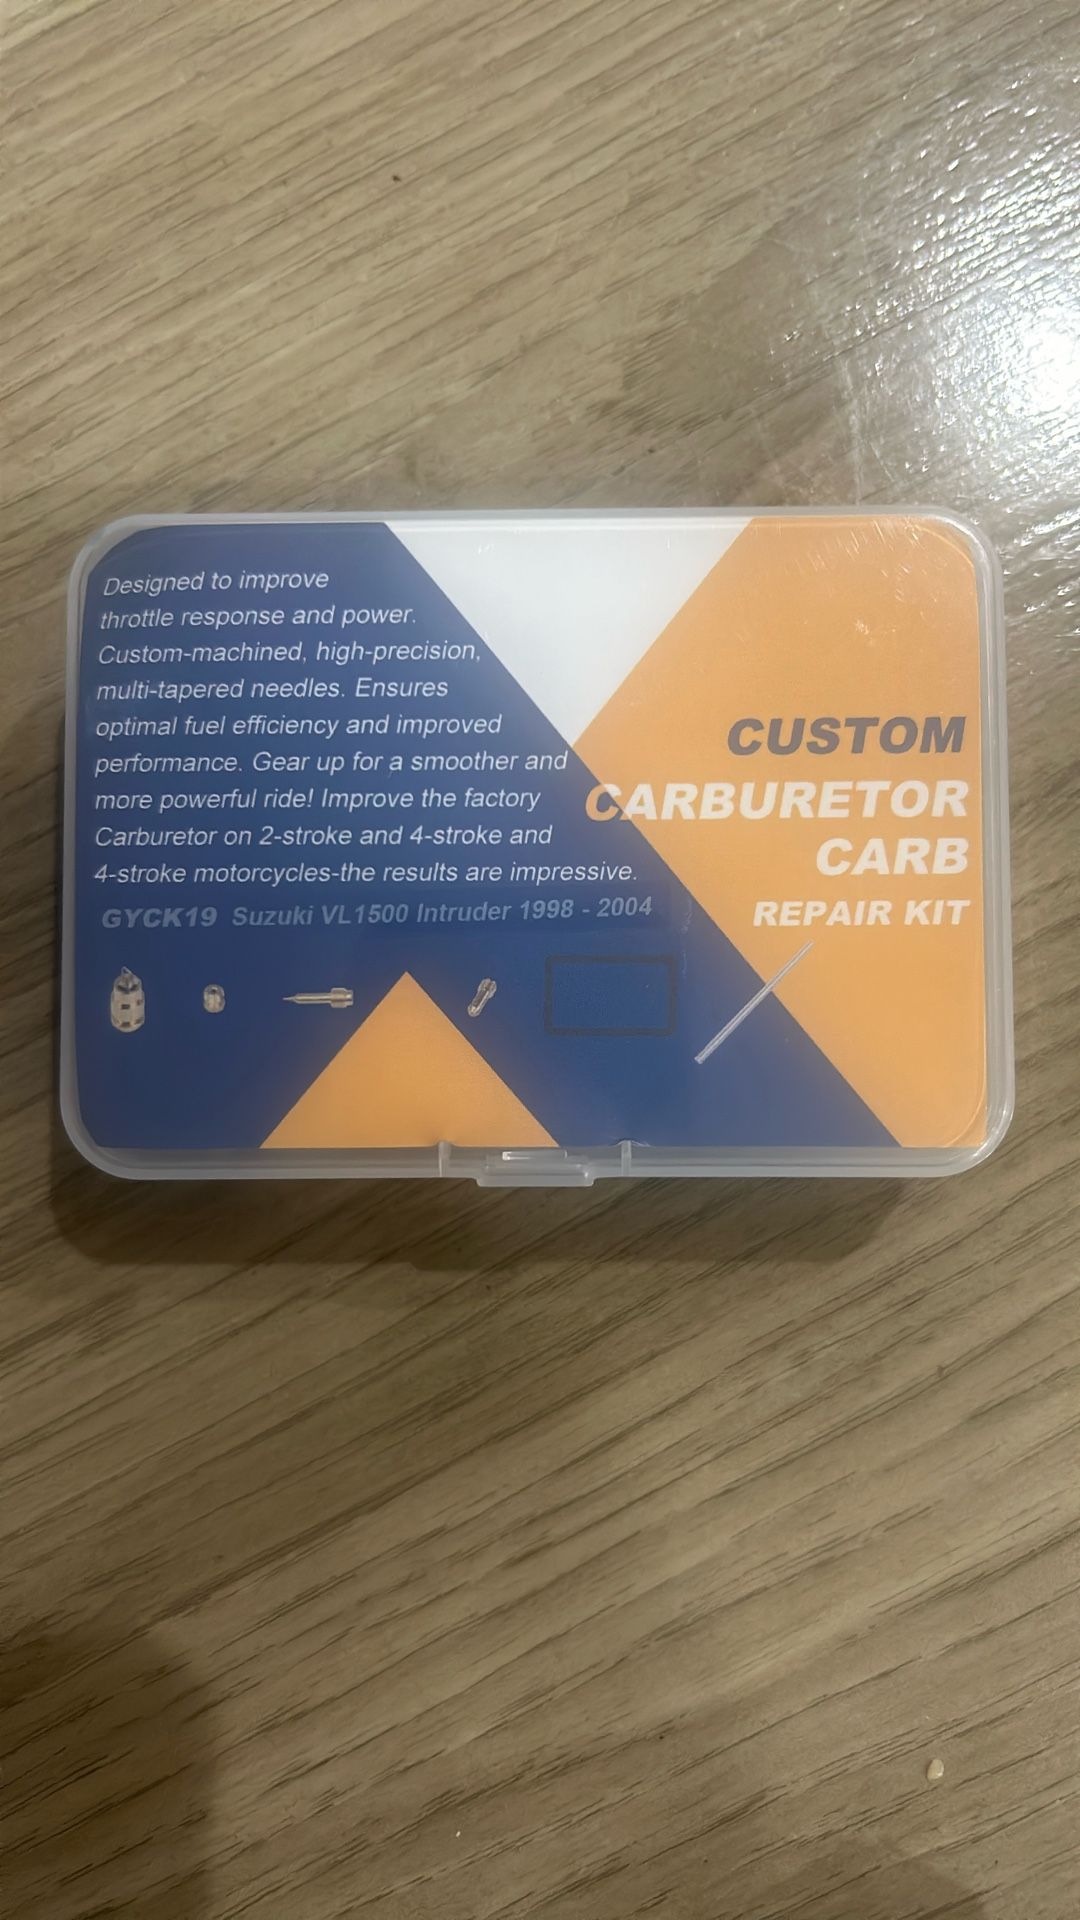 Designed to improve
throttle response and power.
Custom-machined, high-precision,
multi-tapered needles. Ensures
optimal fuel efficiency and improved
performance. Gear up for a smoother and
more powerful ride! Improve the factory
Carburetor on 2-stroke and 4-stroke and
4-stroke motorcycles-the results are impressive.
GYCK19 Suzuki VL1500 Intruder 1998 - 2004
CUSTOM
CARBURETOR
CARB
REPAIR KIT